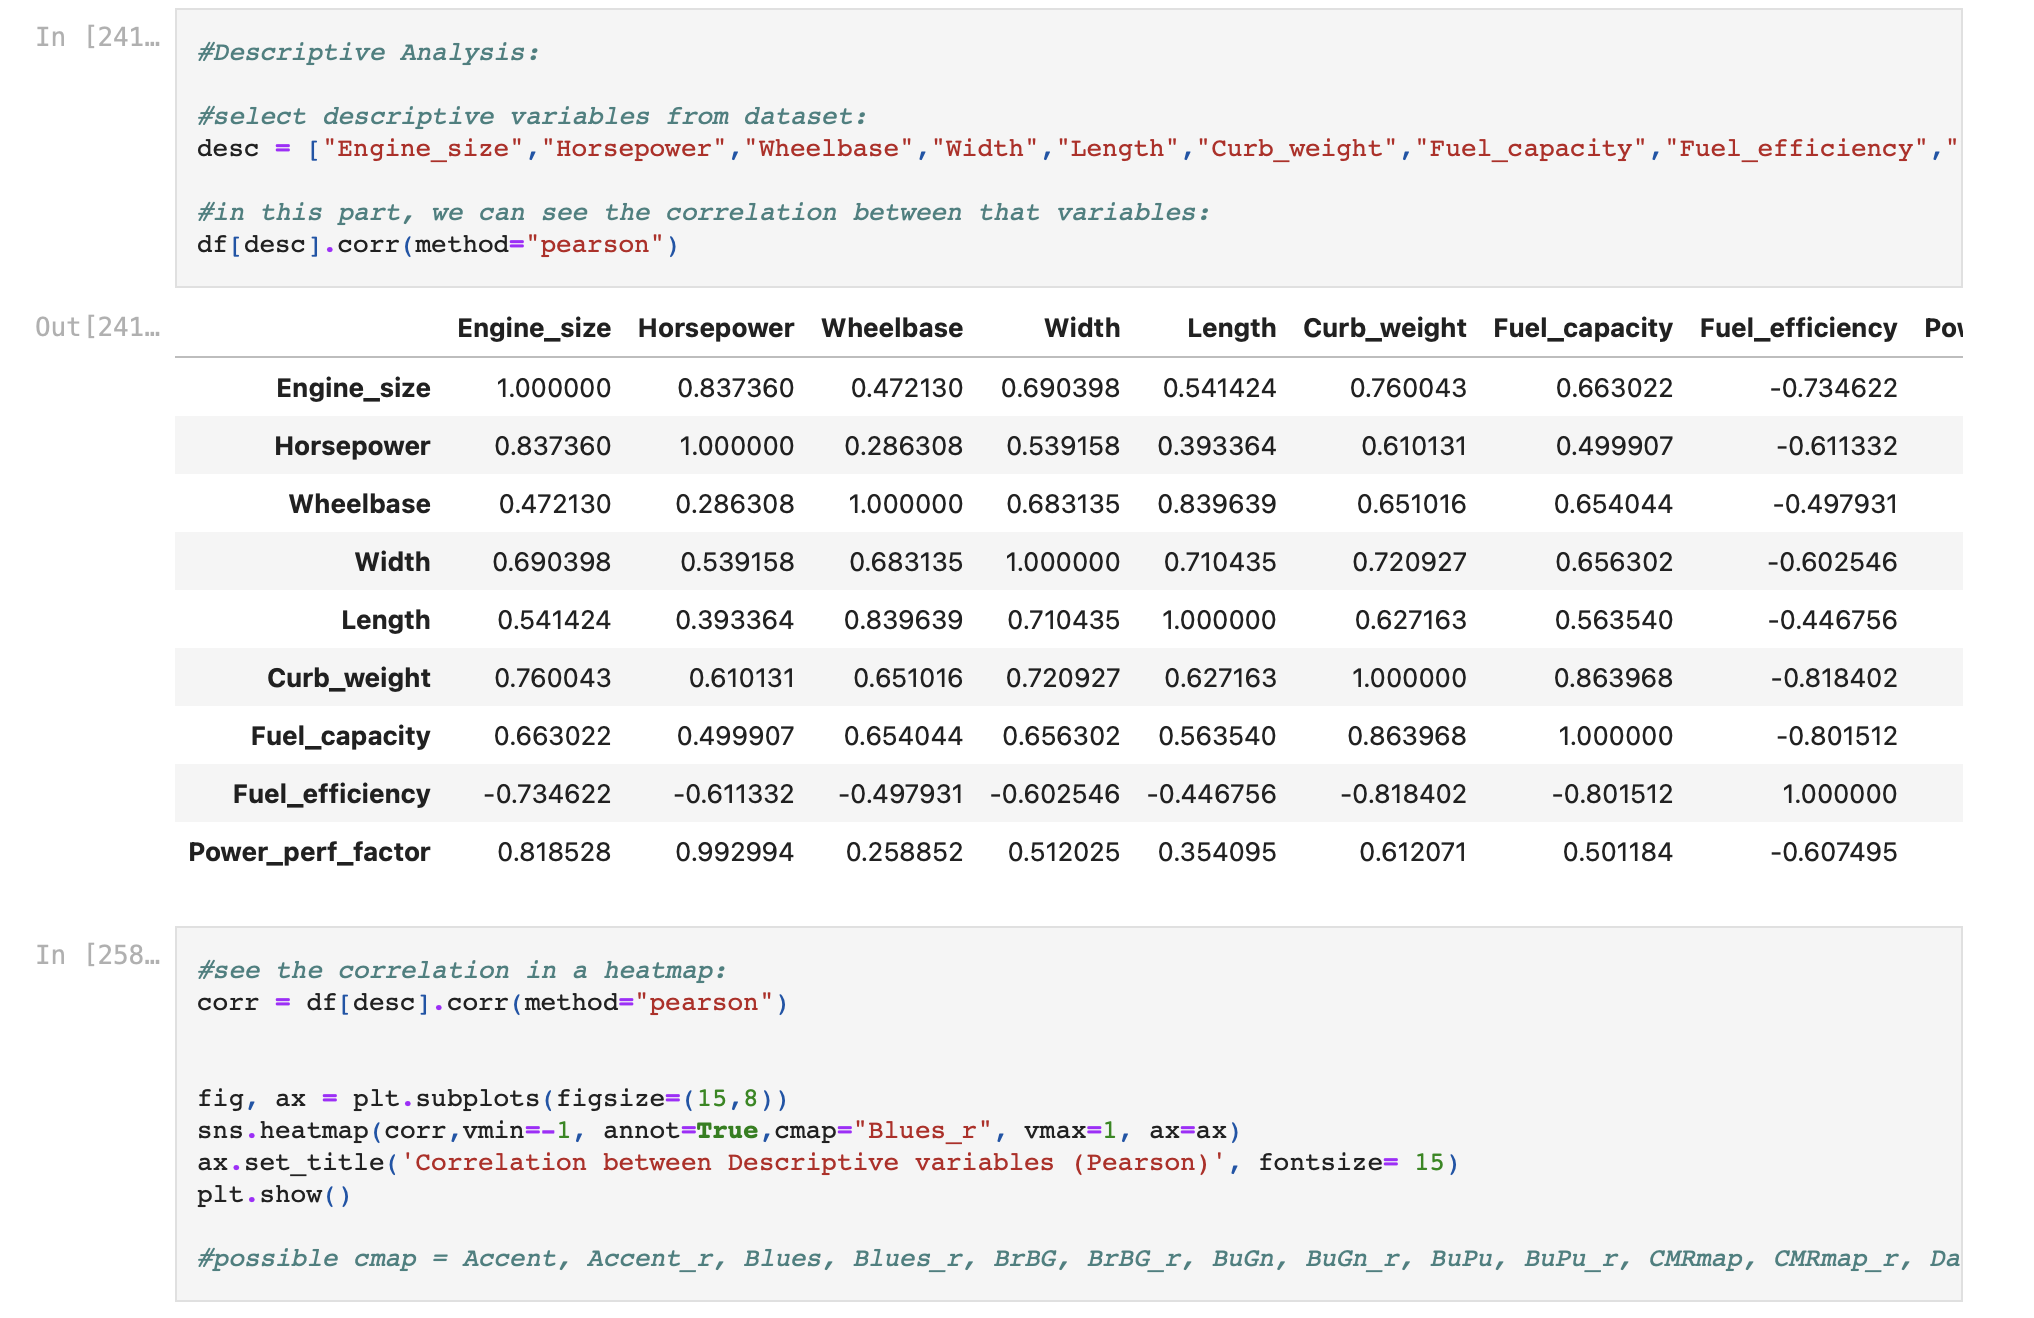 In [241…
#Descriptive Analysis:
#select descriptive variables from dataset:
desc = ["Engine_size","Horsepower","Wheelbase","Width","Length","Curb_weight","Fuel_capacity","Fuel_efficiency","
#in this part, we can see the correlation between that variables:
df[desc].corr(method="pearson")
Out[241…
Engine_size Horsepower Wheelbase Width Length Curb_weight Fuel_capacity Fuel_efficiency
Engine_size 1.000000 0.837360 0.472130 0.690398 0.541424 0.760043 0.663022 -0.734622
Horsepower 0.837360 1.000000 0.286308 0.539158 0.393364 0.610131 0.499907 -0.611332
Wheelbase 0.472130 0.286308 1.000000 0.683135 0.839639 0.651016 0.654044 -0.497931
Width 0.690398 0.539158 0.683135 1.000000 0.710435 0.720927 0.656302 -0.602546
Length 0.541424 0.393364 0.839639 0.710435 1.000000 0.627163 0.563540 -0.446756
Curb_weight 0.760043 0.610131 0.651016 0.720927 0.627163 1.000000 0.863968 -0.818402
Fuel_capacity 0.663022 0.499907 0.654044 0.656302 0.563540 0.863968 1.000000 -0.801512
Fuel_efficiency -0.734622 -0.611332 -0.497931 -0.602546 -0.446756 -0.818402 -0.801512 1.000000
Power_perf_factor 0.818528 0.992994 0.258852 0.512025 0.354095 0.612071 0.501184 -0.607495
In [258…
#see the correlation in a heatmap:
corr = df[desc].corr(method="pearson")
fig, ax = plt.subplots(figsize=(15,8))
sns.heatmap(corr,vmin=-1, annot=True,cmap="Blues_r", vmax=1, ax=ax)
ax.set_title('Correlation between Descriptive variables (Pearson)', fontsize= 15)
plt.show()
#possible cmap = Accent, Accent_r, Blues, Blues_r, BrBG, BrBG_r, BuGn, BuGn_r, BuPu, BuPu_r, CMRmap, CMRmap_r, Da